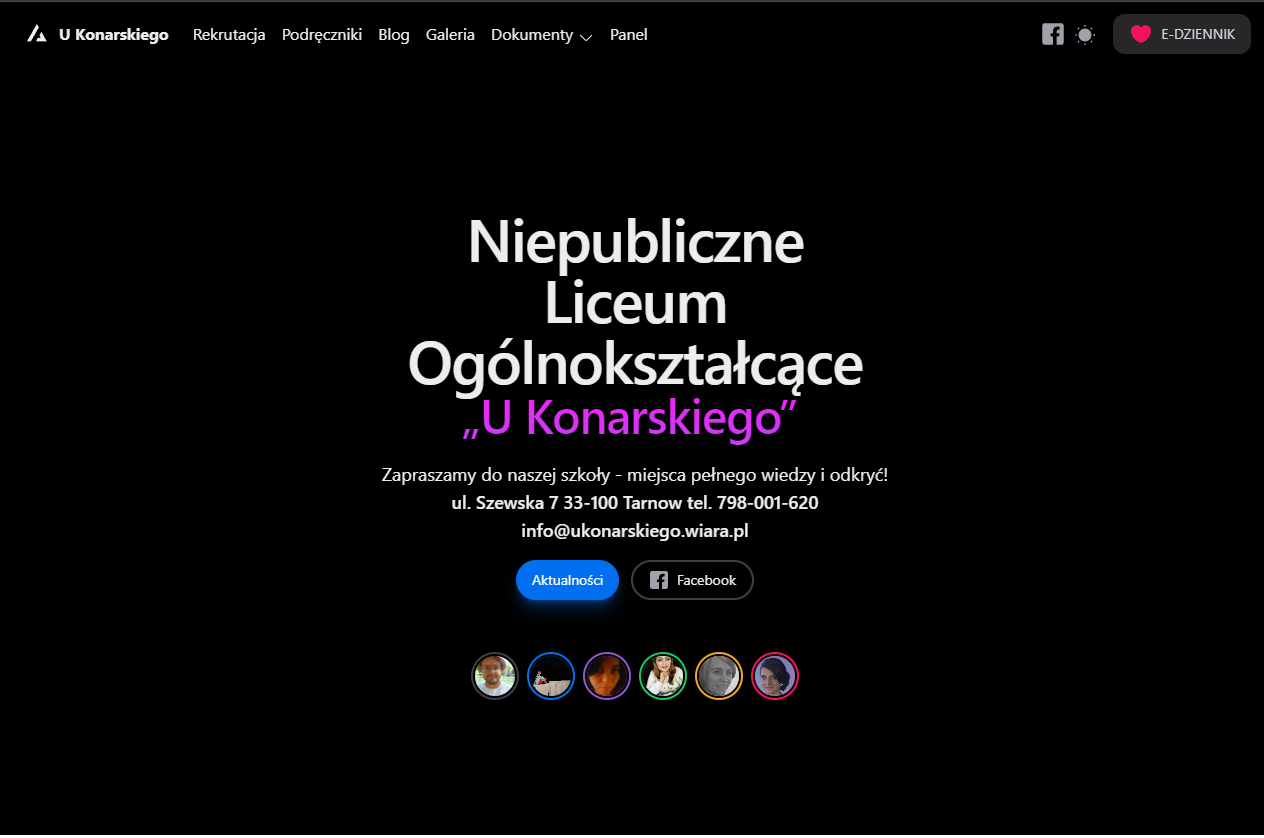 U Konarskiego Rekrutacja Podręczniki Blog Galeria Dokumenty Panel E-DZIENNIK
Niepubliczne
Liceum
Ogólnokształcące
„U Konarskiego”
Zapraszamy do naszej szkoły - miejsca pełnego wiedzy i odkryć!
ul. Szewska 7 33-100 Tarnow tel. 798-001-620
info@ukonarskiego.wiara.pl
Aktualności Facebook